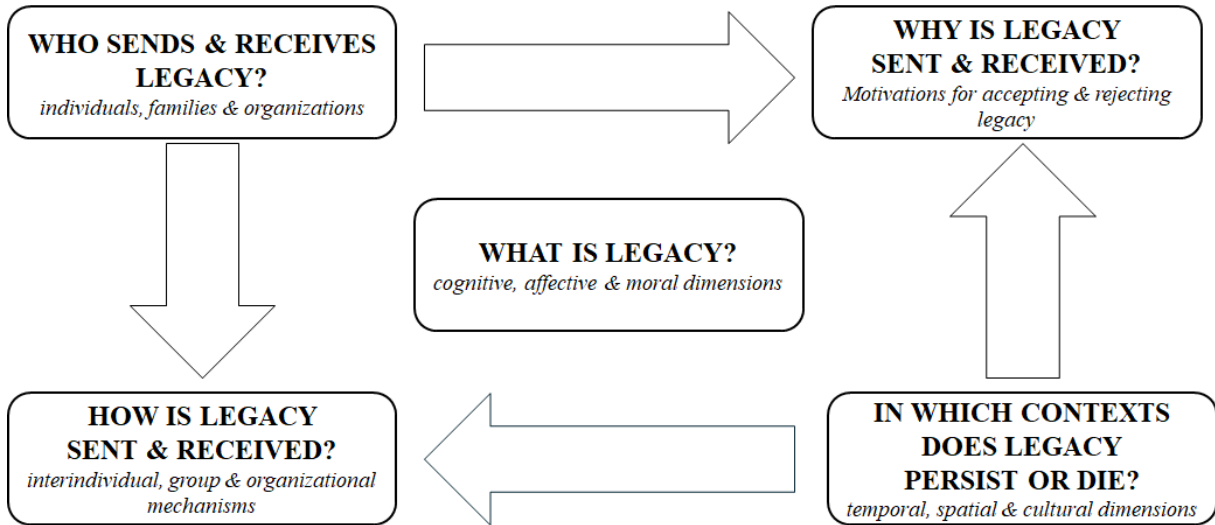 WHO SENDS & RECEIVES
LEGACY?
individuals, families & organizations
WHY IS LEGACY
SENT & RECEIVED?
Motivations for accepting & rejecting
legacy
WHAT IS LEGACY?
cognitive, affective & moral dimensions
HOW IS LEGACY
SENT & RECEIVED?
interindividual, group & organizational
mechanisms
IN WHICH CONTEXTS
DOES LEGACY
PERSIST OR DIE?
temporal, spatial & cultural dimensions